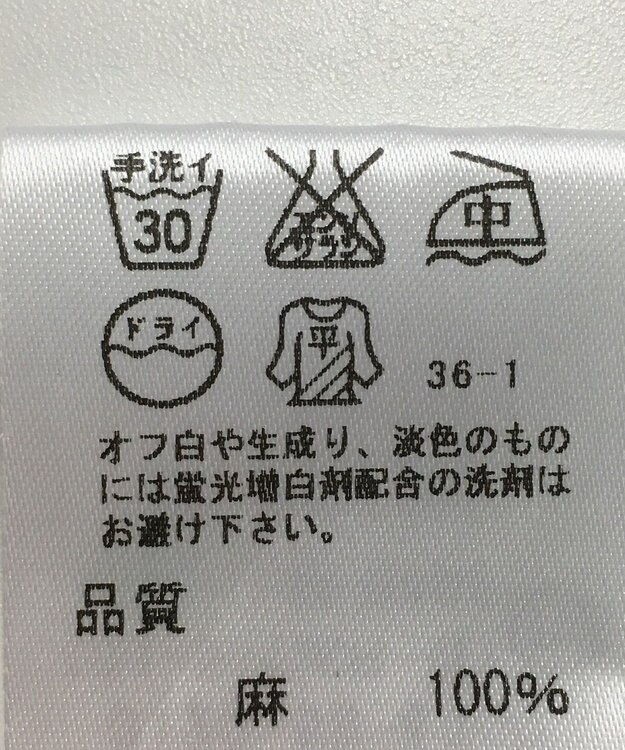 手洗イ 30 エンソサラシ 中
ドライ 平 36-1
オフ白や生成り、淡色のもの
には蛍光増白剤配合の洗剤は
お避け下さい。
品質
麻 100%